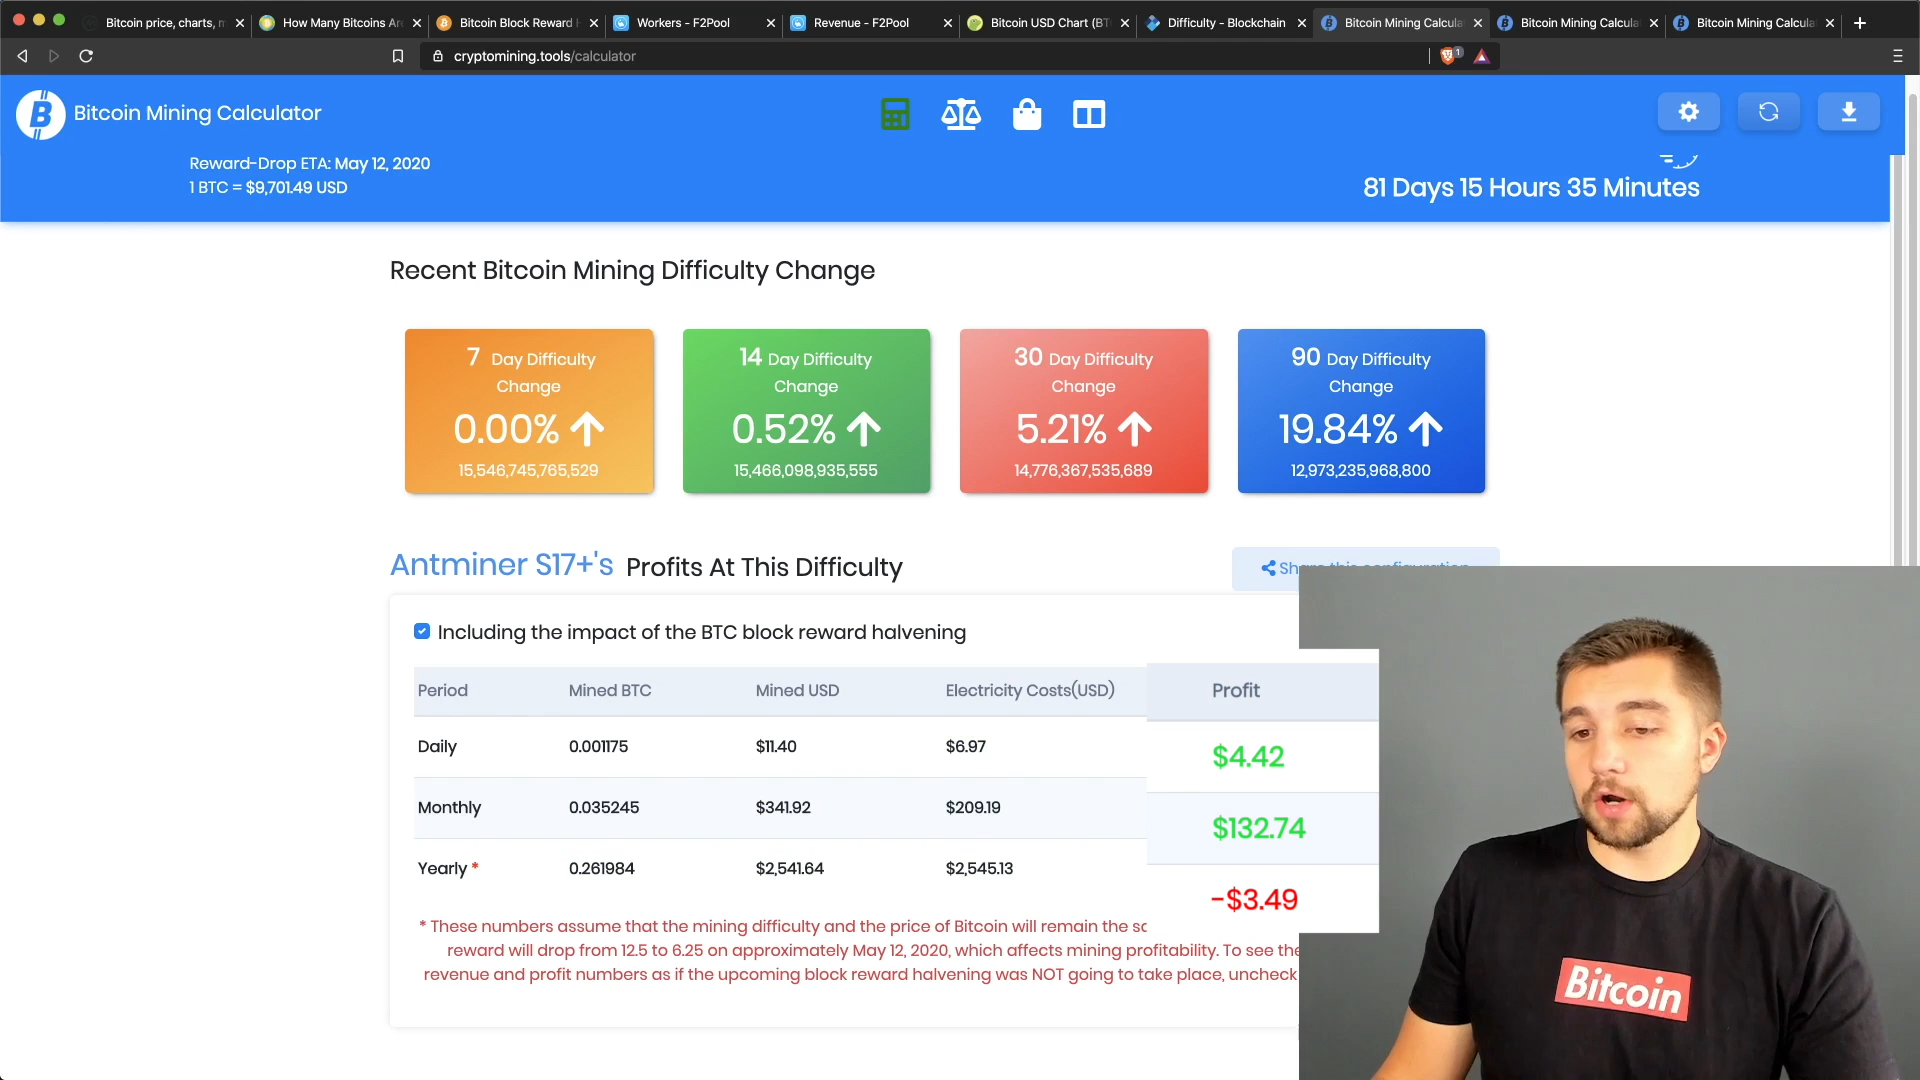 Bitcoin price, charts, m
How Many Bitcoins Are
Bitcoin Block Reward H
Workers - F2Pool
Revenue - F2Pool
Bitcoin USD Chart (BT
Difficulty - Blockchain
Bitcoin Mining Calcula
Bitcoin Mining Calcula
Bitcoin Mining Calcula
cryptomining.tools/calculator
1
Bitcoin Mining Calculator
Reward-Drop ETA: May 12, 2020
1 BTC = $9,701.49 USD
81 Days 15 Hours 35 Minutes
Recent Bitcoin Mining Difficulty Change
7 Day Difficulty
Change
0.00%
15,546,745,765,529
14 Day Difficulty
Change
0.52%
15,466,098,935,555
30 Day Difficulty
Change
5.21%
14,776,367,535,689
90 Day Difficulty
Change
19.84%
12,973,235,968,800
Antminer S17+'s Profits At This Difficulty
Share this configuration
Including the impact of the BTC block reward halvening
Period Mined BTC Mined USD Electricity Costs(USD) Profit
Daily 0.001175 $11.40 $6.97 $4.42
Monthly 0.035245 $341.92 $209.19 $132.74
Yearly * 0.261984 $2,541.64 $2,545.13 -$3.49
* These numbers assume that the mining difficulty and the price of Bitcoin will remain the sa
reward will drop from 12.5 to 6.25 on approximately May 12, 2020, which affects mining profitability. To see the
revenue and profit numbers as if the upcoming block reward halvening was NOT going to take place, uncheck
Bitcoin